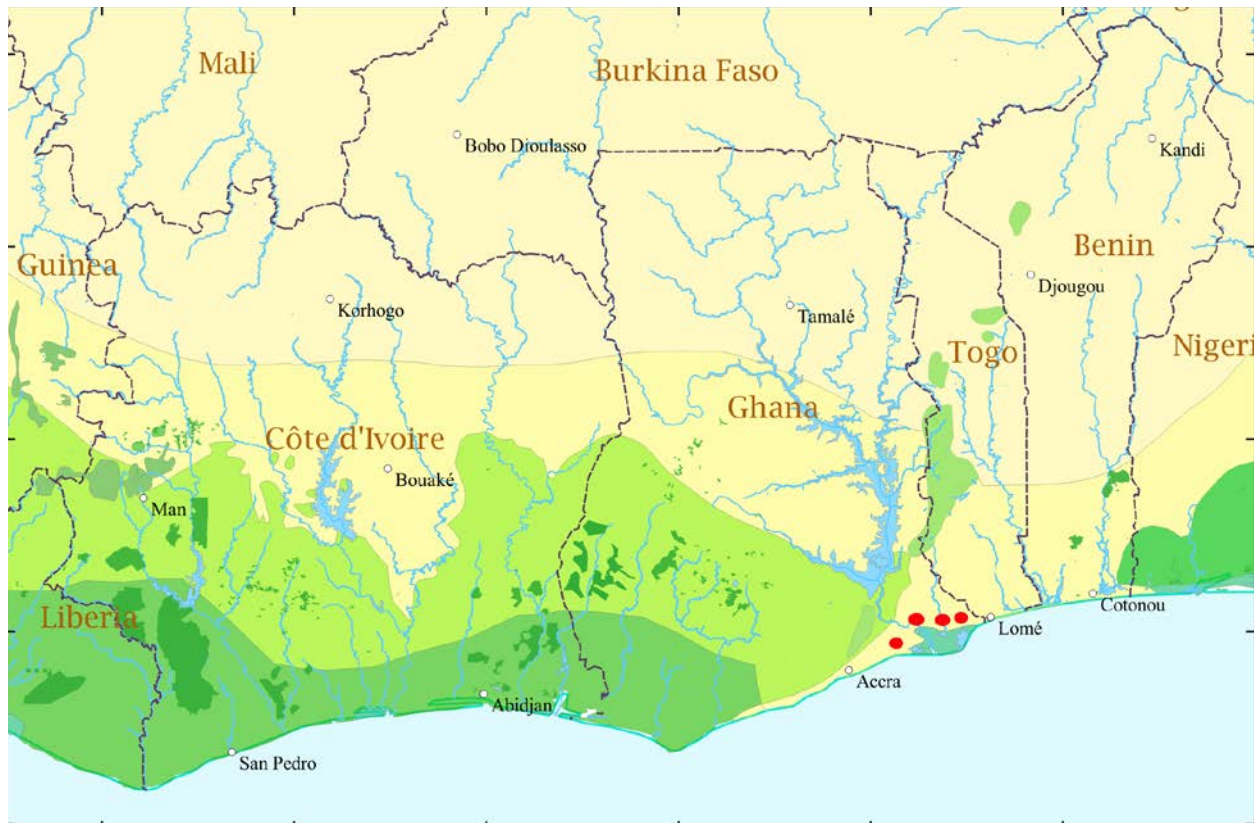 Mali
Burkina Faso
Bobo Dioulasso
Kandi
Guinea
Benin
Djougou
Korhogo
Tamalé
Togo
Nigeri
Ghana
Côte d'Ivoire
Bouaké
Man
Liberia
Cotonou
Lomé
Accra
Abidjan
San Pedro